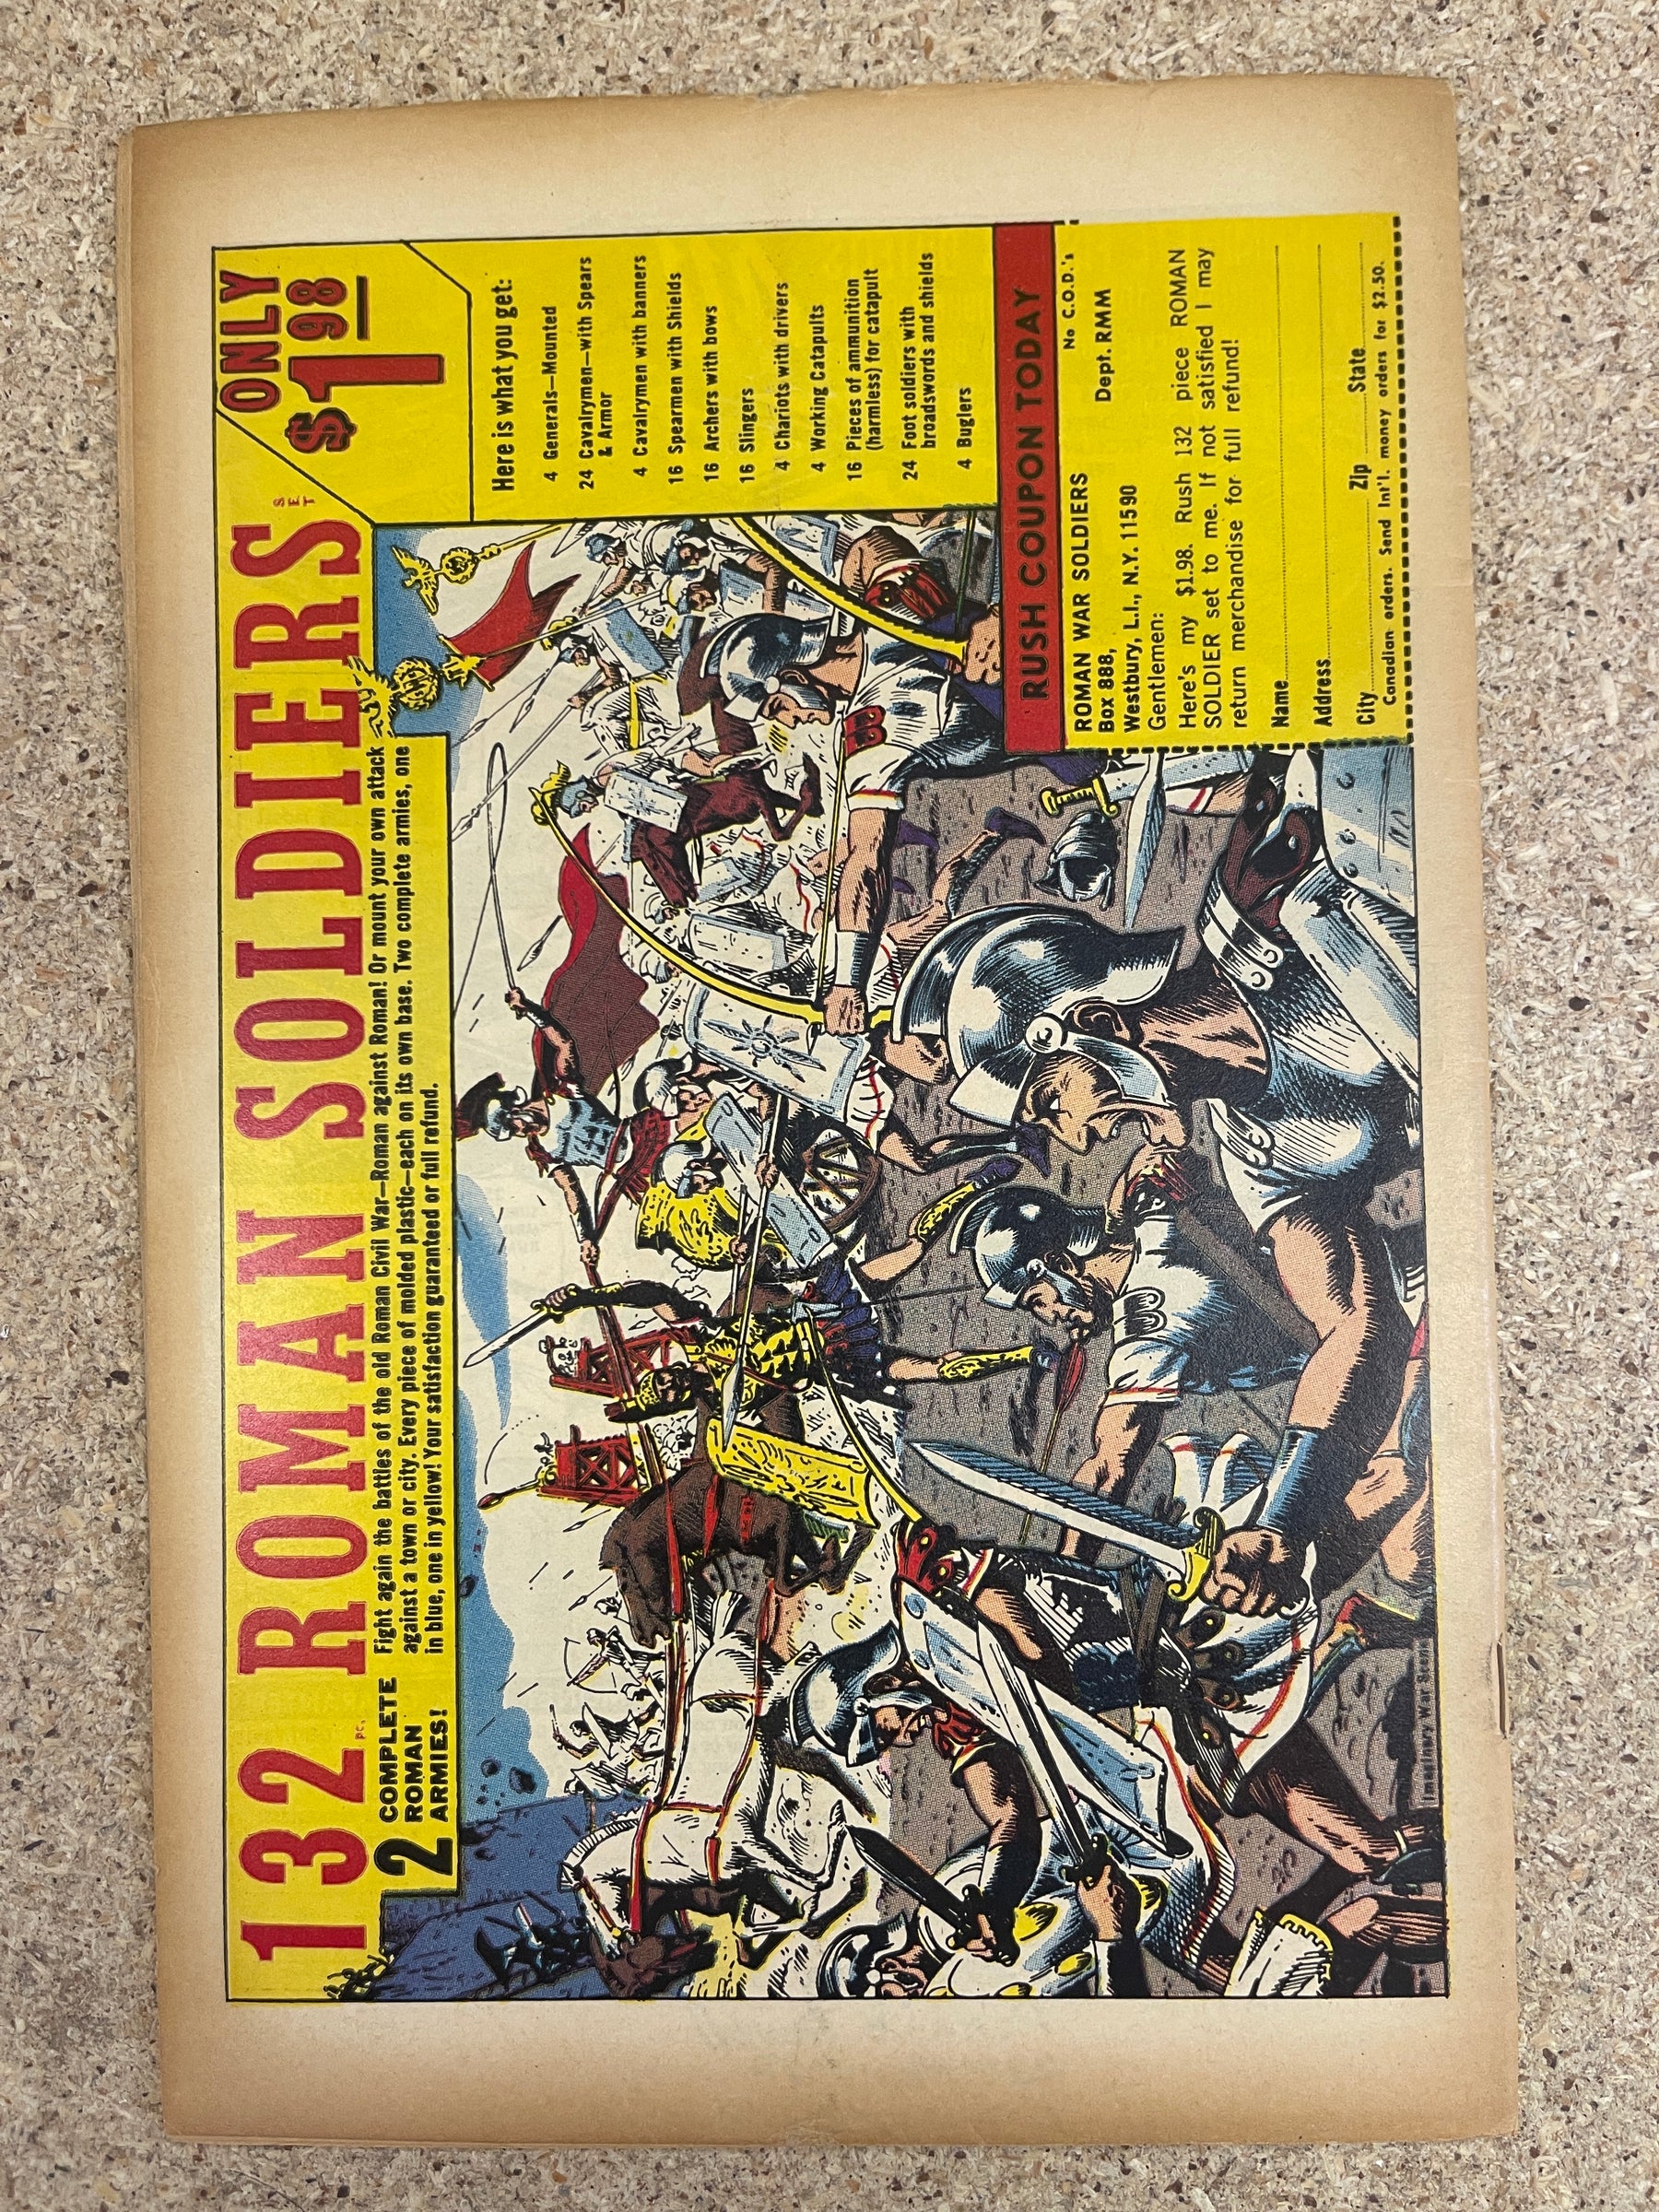 132 PC. ROMAN SOLDIERS SET
ONLY
$1.98
2 COMPLETE
ROMAN
ARMIES!
Fight again the battles of the old Roman Civil War—Roman against Roman! Or mount your own attack
against a town or city. Every piece of molded plastic—each on its own base. Two complete armies, one
in blue, one in yellow! Your satisfaction guaranteed or full refund.
Here is what you get:
4 Generals—Mounted
24 Cavalrymen—with Spears
& Armor
4 Cavalrymen with banners
16 Spearmen with Shields
16 Archers with bows
16 Slingers
4 Chariots with drivers
4 Working Catapults
16 Pieces of ammunition
(harmless) for catapult
24 Foot soldiers with
broadswords and shields
4 Buglers
RUSH COUPON TODAY
No C.O.D.'s
ROMAN WAR SOLDIERS
Box 888, Dept. RMM
Westbury, L.I., N.Y. 11590
Gentlemen:
Here's my $1.98. Rush 132 piece ROMAN
SOLDIER set to me. If not satisfied I may
return merchandise for full refund!
Name
Address
City Zip State
Canadian orders. Send Int'l. money orders for $2.50.
Imaginary War Scene